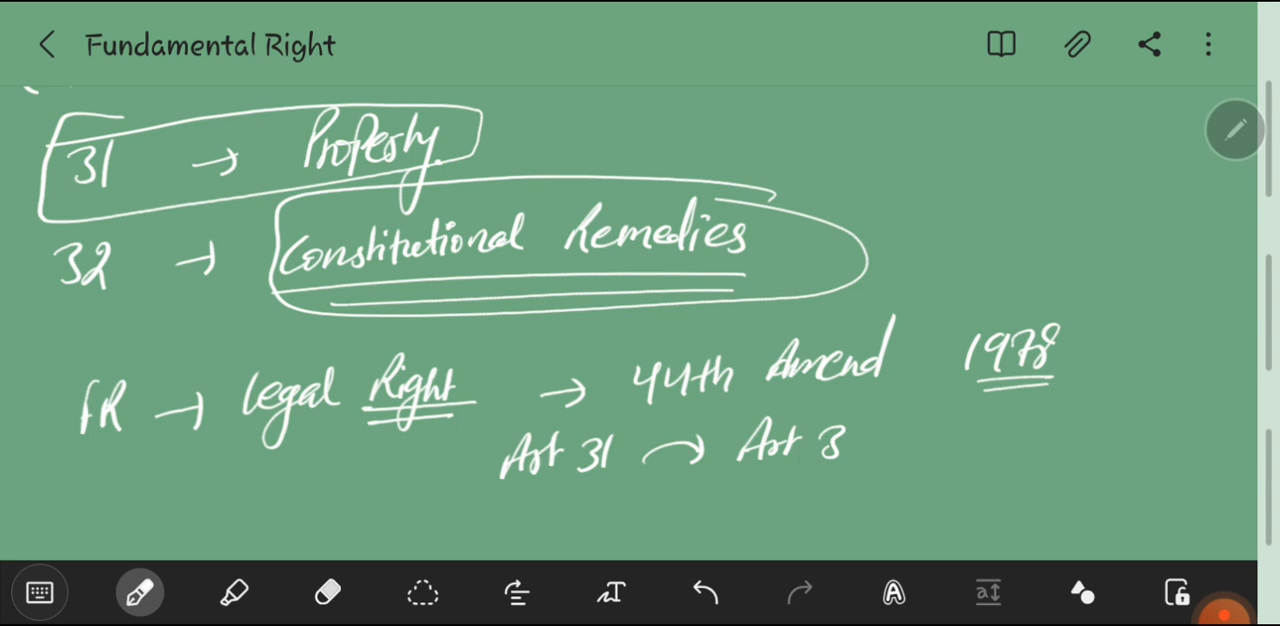 Fundamental Right
31 → Property
32 → Constitutional Remedies
FR → Legal Right → 44th Amend 1978
Art 31 → Art 3